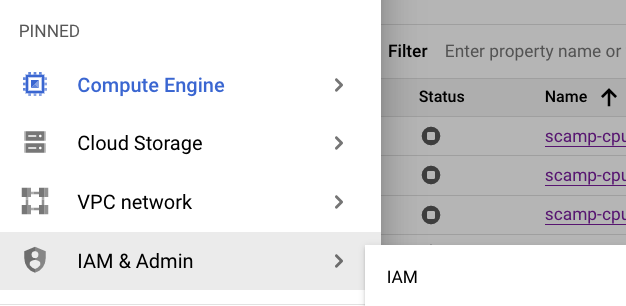 PINNED
Compute Engine
Cloud Storage
VPC network
IAM & Admin
Filter Enter property name or
Status Name
scamp-cpu
scamp-cpu
scamp-cpu
IAM